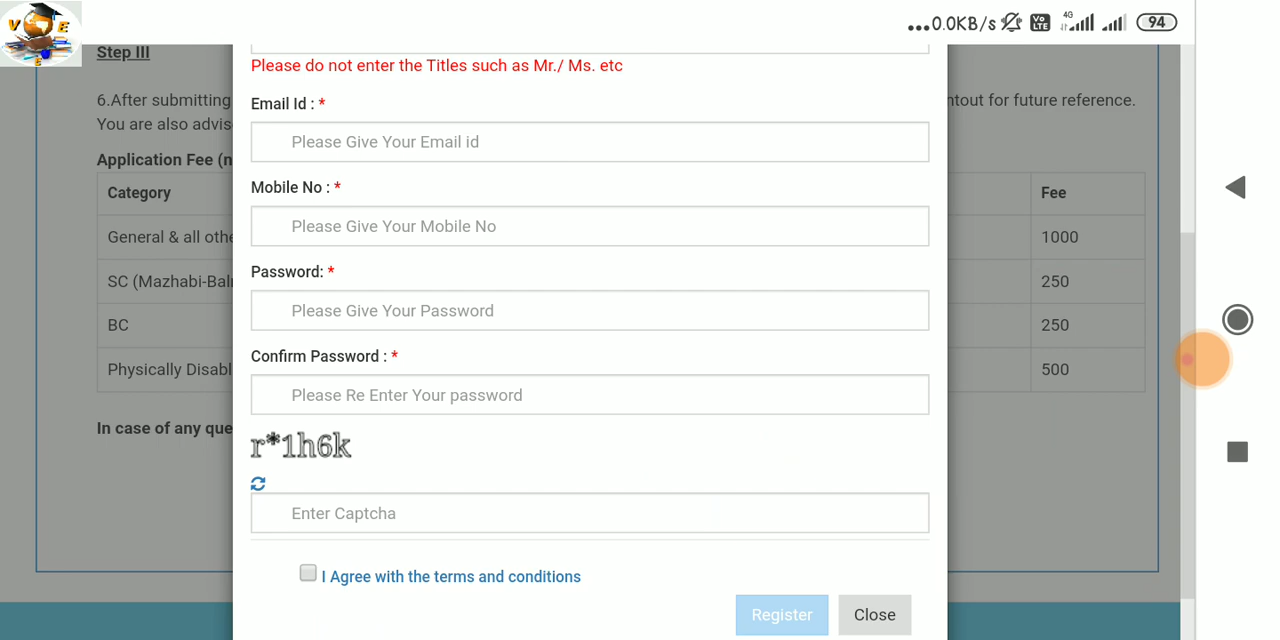 V E E
...0.0KB/s Vo LTE 4G 94
Step III
Please do not enter the Titles such as Mr./ Ms. etc
6.After submitting
ntout for future reference.
You are also advis
Email Id : *
Please Give Your Email id
Application Fee (n
Mobile No : *
Category
Fee
Please Give Your Mobile No
General & all othe
1000
Password: *
SC (Mazhabi-Bal
250
Please Give Your Password
BC
250
Confirm Password : *
Physically Disabl
500
Please Re Enter Your password
In case of any que
r*1h6k
Enter Captcha
I Agree with the terms and conditions
Register
Close